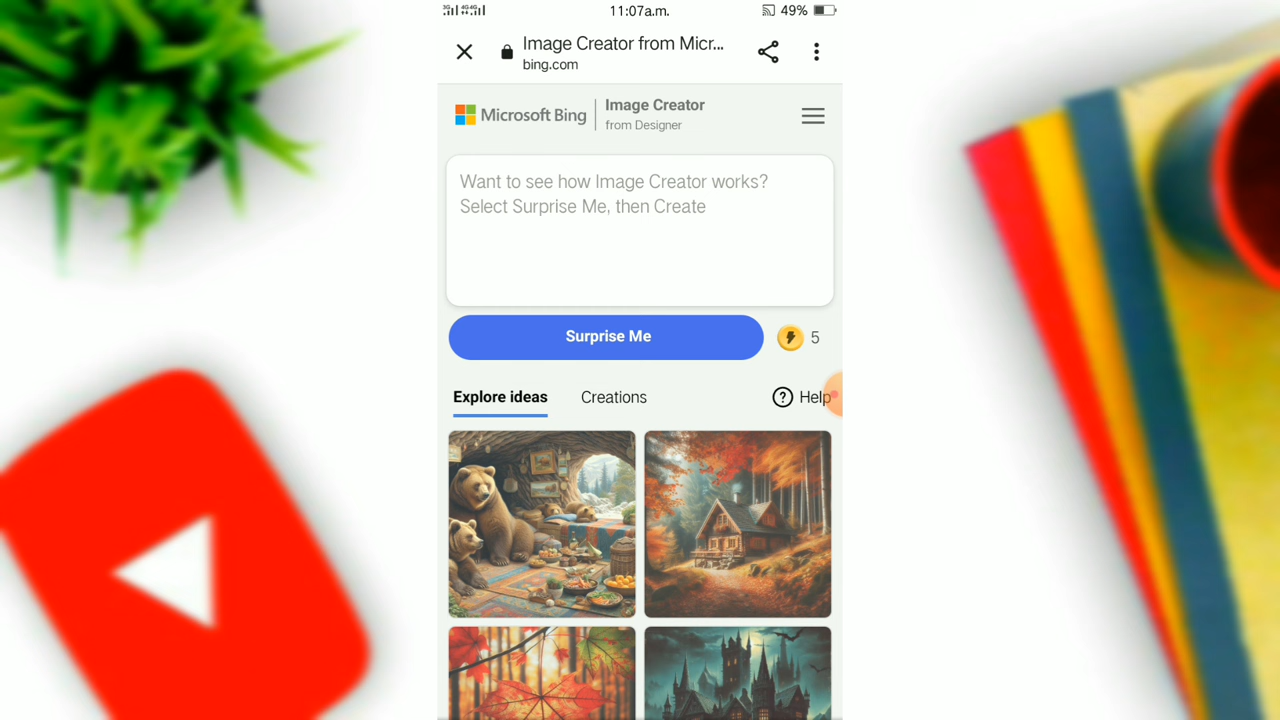 11:07a.m.
49%
Image Creator from Micr...
bing.com
Microsoft Bing
Image Creator
from Designer
Want to see how Image Creator works?
Select Surprise Me, then Create
Surprise Me
5
Explore ideas
Creations
Help